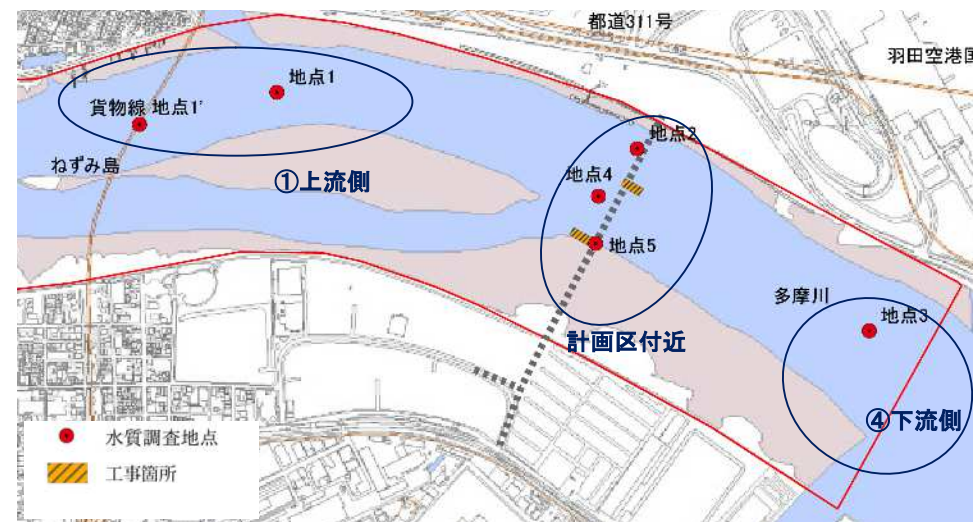 都道311号
羽田空港国
地点1
貨物線 地点1'
ねずみ島
①上流側
地点2
地点4
地点5
計画区付近
多摩川
地点3
④下流側
水質調査地点
工事箇所